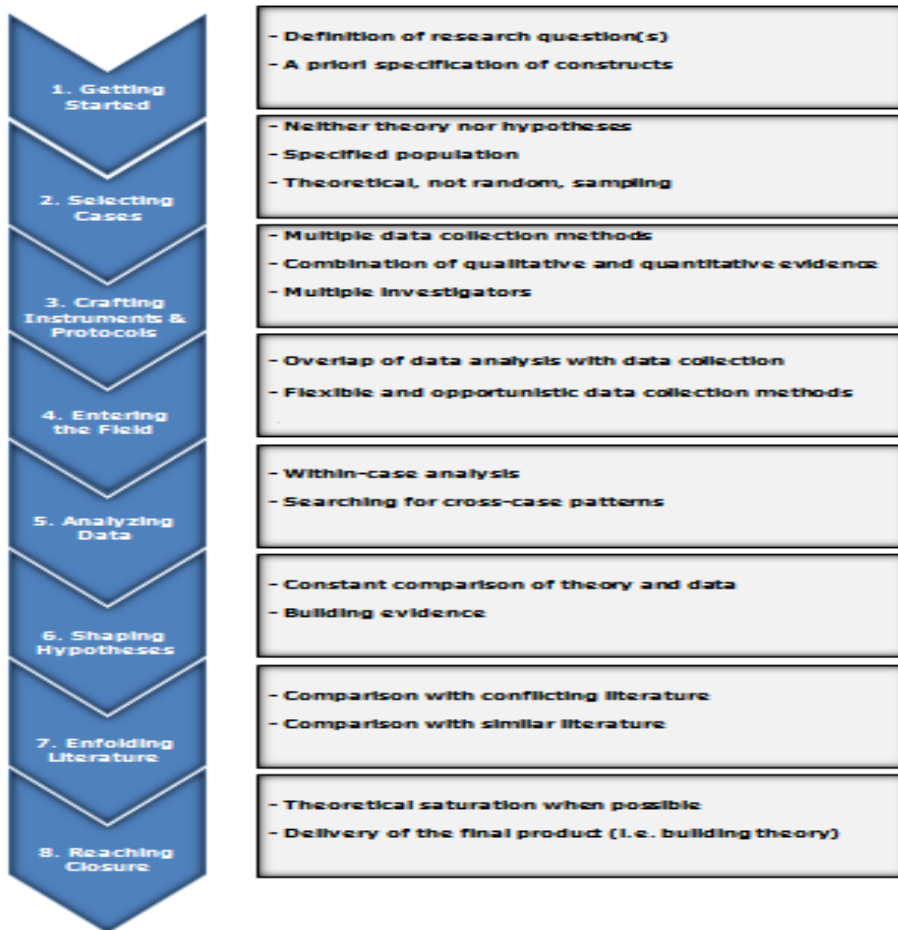 1. Getting
Started
- Definition of research question(s)
- A priori specification of constructs
2. Selecting
Cases
- Neither theory nor hypotheses
- Specified population
- Theoretical, not random, sampling
3. Crafting
Instruments &
Protocols
- Multiple data collection methods
- Combination of qualitative and quantitative evidence
- Multiple investigators
4. Entering
the Field
- Overlap of data analysis with data collection
- Flexible and opportunistic data collection methods
5. Analyzing
Data
- Within-case analysis
- Searching for cross-case patterns
6. Shaping
Hypotheses
- Constant comparison of theory and data
- Building evidence
7. Enfolding
Literature
- Comparison with conflicting literature
- Comparison with similar literature
8. Reaching
Closure
- Theoretical saturation when possible
- Delivery of the final product (i.e. building theory)